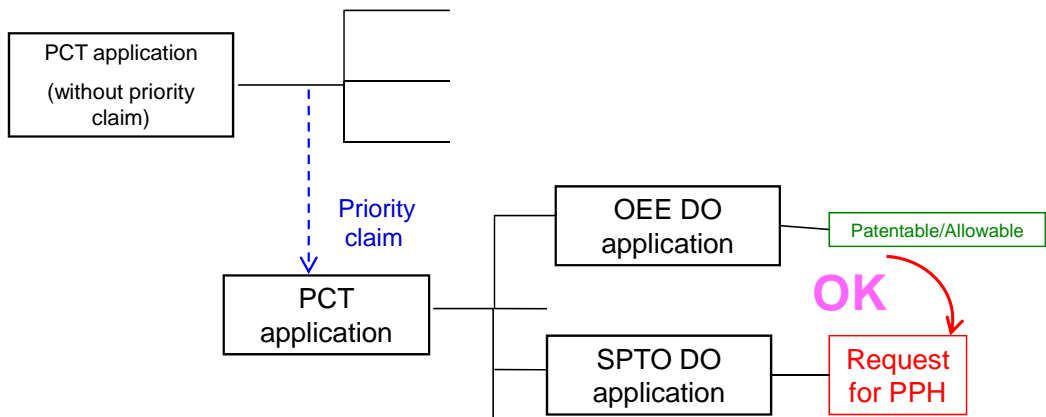 PCT application
(without priority
claim)
Priority
claim
OEE DO
application
Patentable/Allowable
OK
PCT
application
SPTO DO
application
Request
for PPH